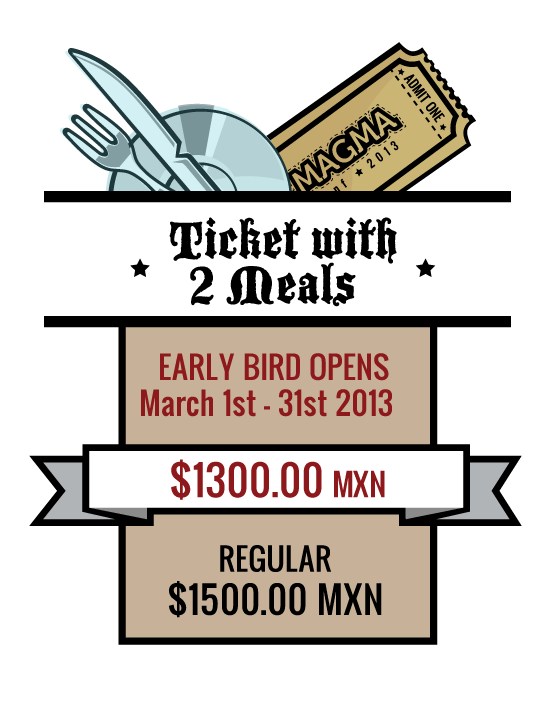 ADMIT ONE
MAGMA
2013
Ticket with
2 Meals
EARLY BIRD OPENS
March 1st - 31st 2013
$1300.00 MXN
REGULAR
$1500.00 MXN